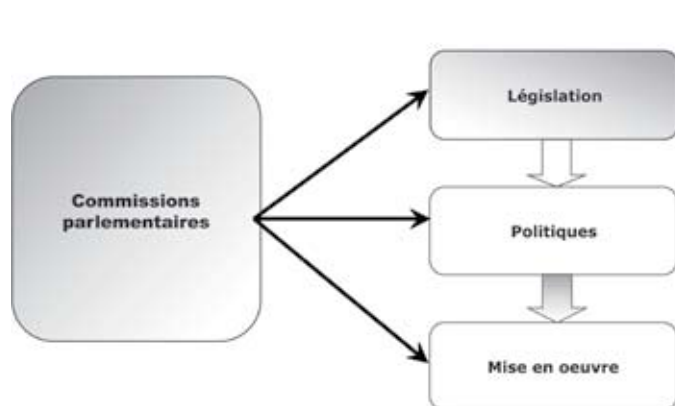 Législation
Commissions
parlementaires
Politiques
Mise en oeuvre